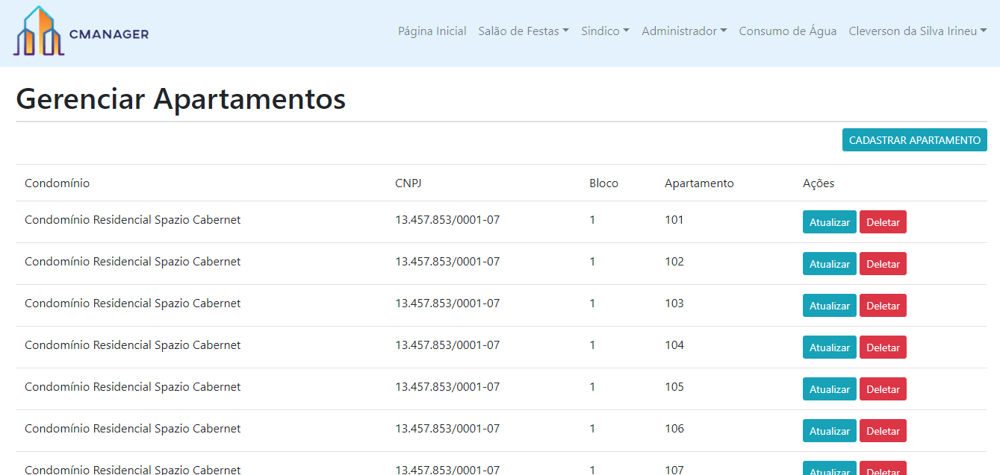 CMANAGER
Página Inicial Salão de Festas Sindico Administrador Consumo de Água Cleverson da Silva Irineu
Gerenciar Apartamentos
CADASTRAR APARTAMENTO
Condomínio CNPJ Bloco Apartamento Ações
Condomínio Residencial Spazio Cabernet 13.457.853/0001-07 1 101 Atualizar Deletar
Condomínio Residencial Spazio Cabernet 13.457.853/0001-07 1 102 Atualizar Deletar
Condomínio Residencial Spazio Cabernet 13.457.853/0001-07 1 103 Atualizar Deletar
Condomínio Residencial Spazio Cabernet 13.457.853/0001-07 1 104 Atualizar Deletar
Condomínio Residencial Spazio Cabernet 13.457.853/0001-07 1 105 Atualizar Deletar
Condomínio Residencial Spazio Cabernet 13.457.853/0001-07 1 106 Atualizar Deletar
Condomínio Residencial Spazio Cabernet 13.457.853/0001-07 1 107 Atualizar Deletar